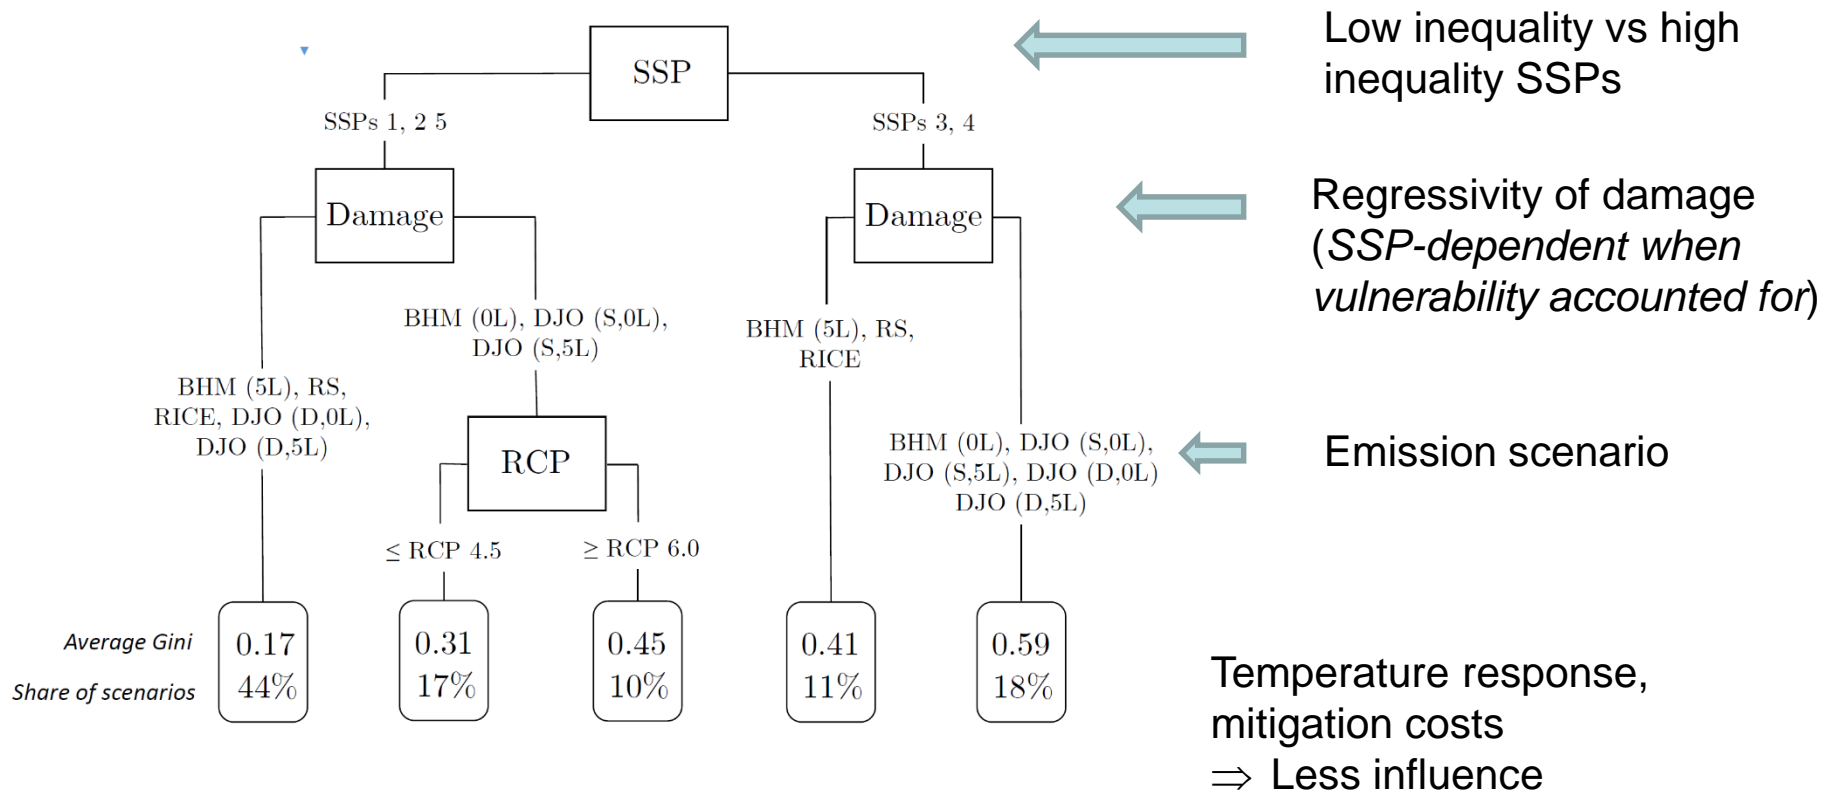 SSP
Low inequality vs high
inequality SSPs
SSPs 1, 2 5
SSPs 3, 4
Damage
Damage
Regressivity of damage
(SSP-dependent when
vulnerability accounted for)
BHM (0L), DJO (S,0L),
DJO (S,5L)
BHM (5L), RS,
RICE
BHM (5L), RS,
RICE, DJO (D,0L),
DJO (D,5L)
RCP
BHM (0L), DJO (S,0L),
DJO (S,5L), DJO (D,0L)
DJO (D,5L)
Emission scenario
≤ RCP 4.5
≥ RCP 6.0
Average Gini
0.17
0.31
0.45
0.41
0.59
Share of scenarios
44%
17%
10%
11%
18%
Temperature response,
mitigation costs
⇒ Less influence